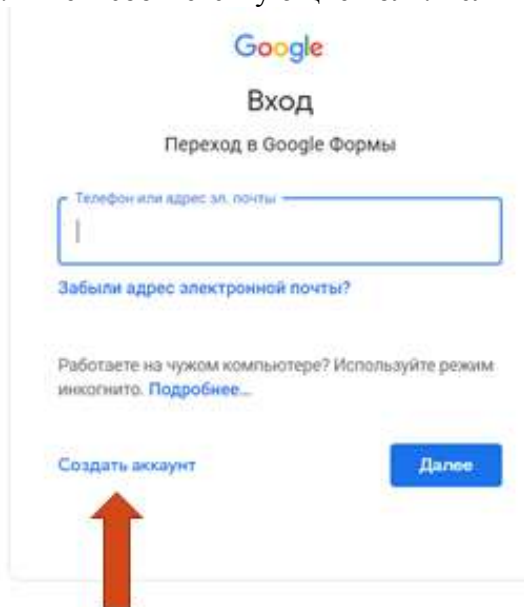 Google
Вход
Переход в Google Формы
Телефон или адрес эл. почты
Забыли адрес электронной почты?
Работаете на чужом компьютере? Используйте режим
инкогнито. Подробнее...
Создать аккаунт
Далее